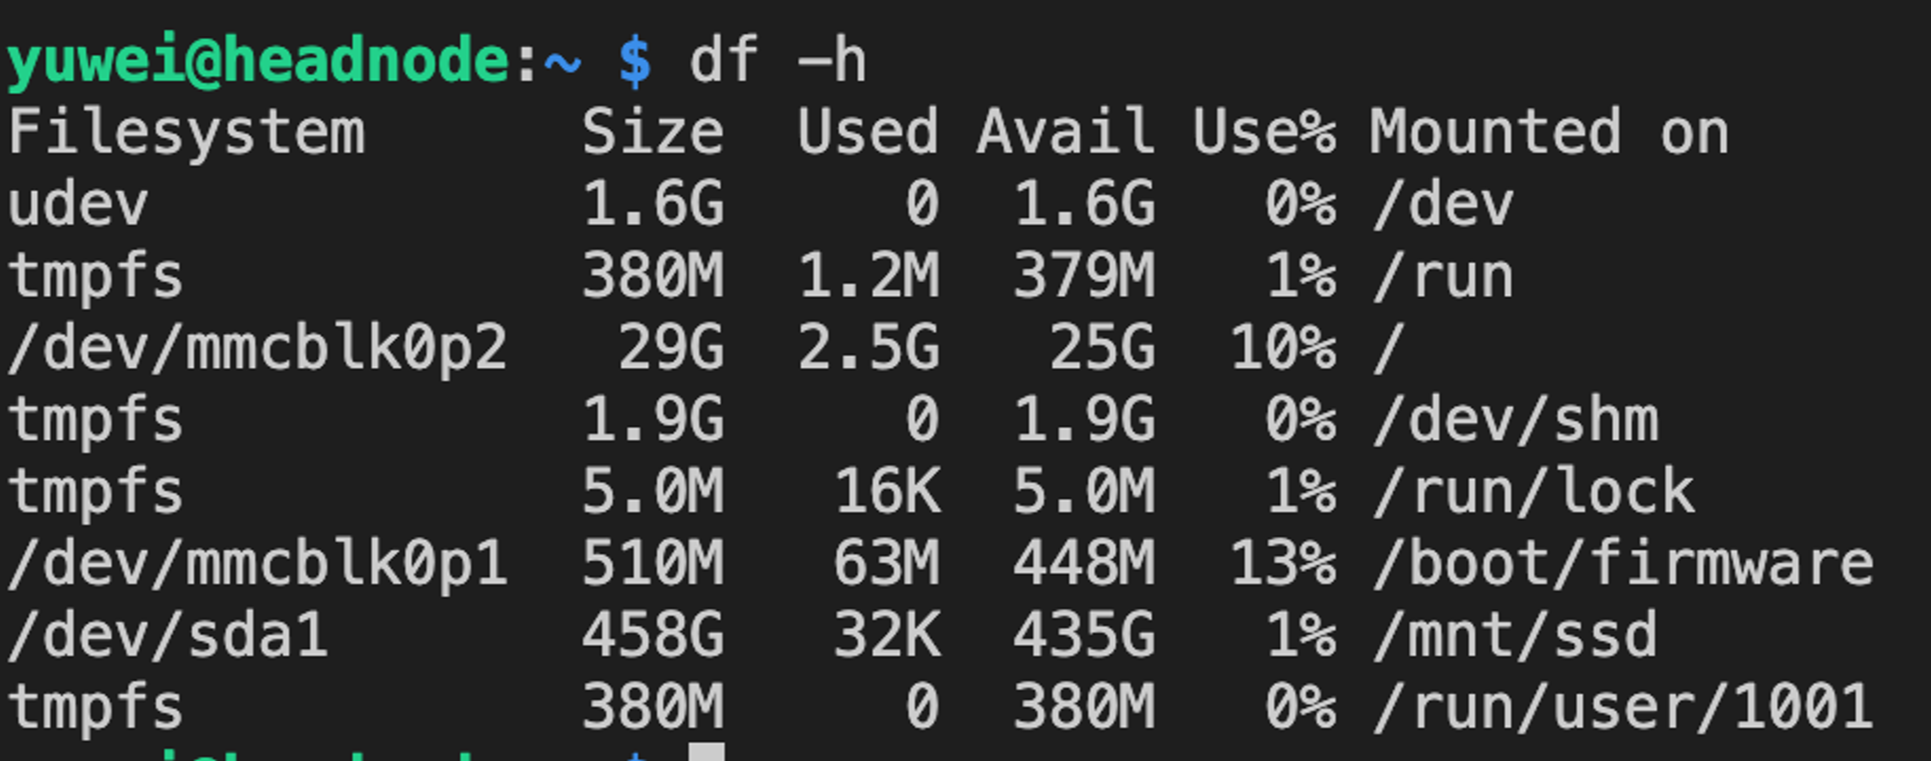 yuwei@headnode:~ $ df -h
Filesystem      Size  Used Avail Use% Mounted on
udev            1.6G     0  1.6G   0% /dev
tmpfs           380M  1.2M  379M   1% /run
/dev/mmcblk0p2   29G  2.5G   25G  10% /
tmpfs           1.9G     0  1.9G   0% /dev/shm
tmpfs           5.0M   16K  5.0M   1% /run/lock
/dev/mmcblk0p1  510M   63M  448M  13% /boot/firmware
/dev/sda1       458G   32K  435G   1% /mnt/ssd
tmpfs           380M     0  380M   0% /run/user/1001